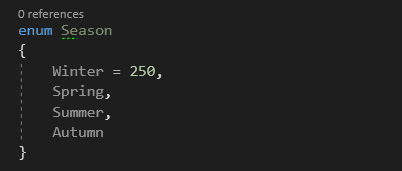 0 references
enum Season
{
    Winter = 250,
    Spring,
    Summer,
    Autumn
}